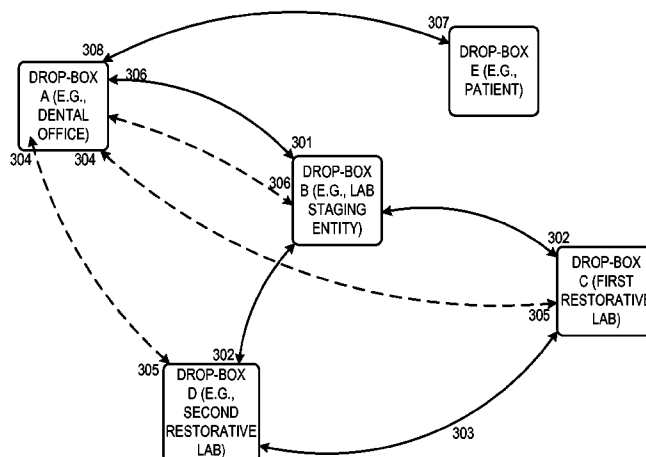 307
308
DROP-BOX
E (E.G.,
PATIENT)
DROP-BOX
A (E.G.,
DENTAL
OFFICE)
306
304
304
301
306
DROP-BOX
B (E.G., LAB
STAGING
ENTITY)
302
DROP-BOX
C (FIRST
RESTORATIVE
LAB)
305
302
305
DROP-BOX
D (E.G.,
SECOND
RESTORATIVE
LAB)
303